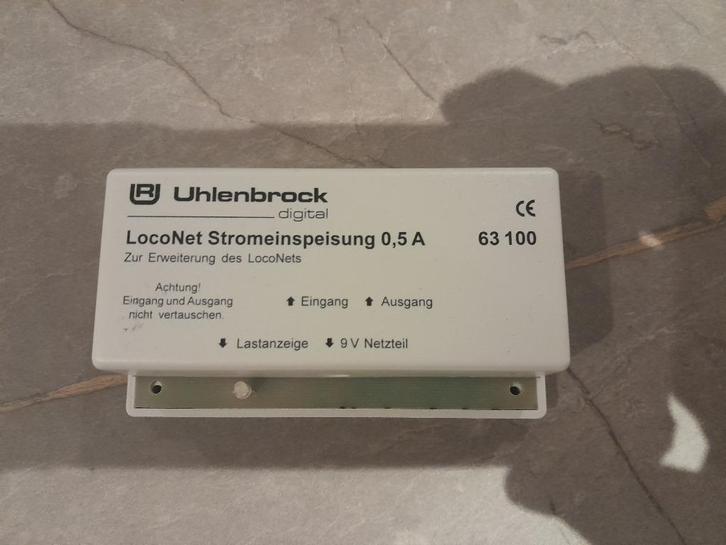 UR Uhlenbrock
digital
CE
LocoNet Stromeinspeisung 0,5 A 63 100
Zur Erweiterung des LocoNets
Achtung!
Eingang und Ausgang
nicht vertauschen.
⬆ Eingang ⬆ Ausgang
⬇ Lastanzeige ⬇ 9 V Netzteil